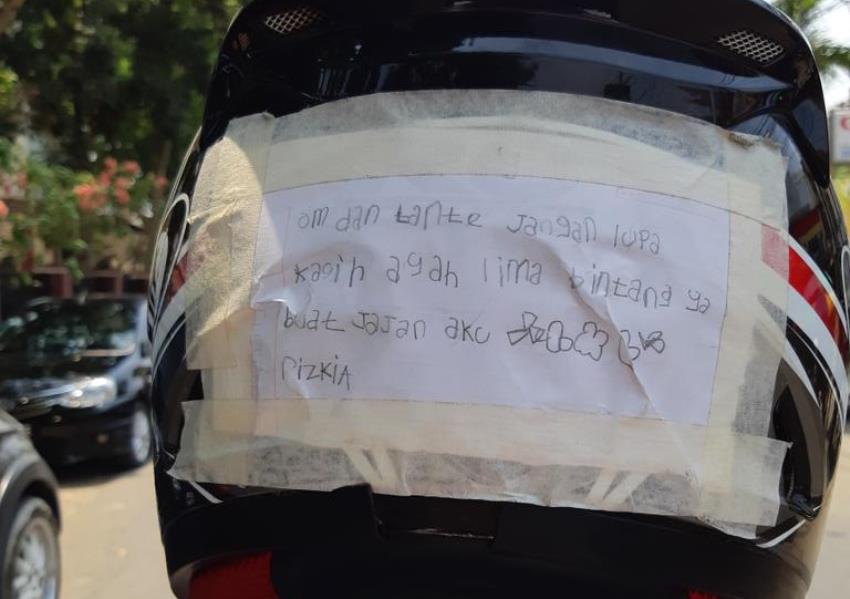 om dan tante jangan lupa
kasih ayah lima bintang ya
buat jajan aku
rizkiA